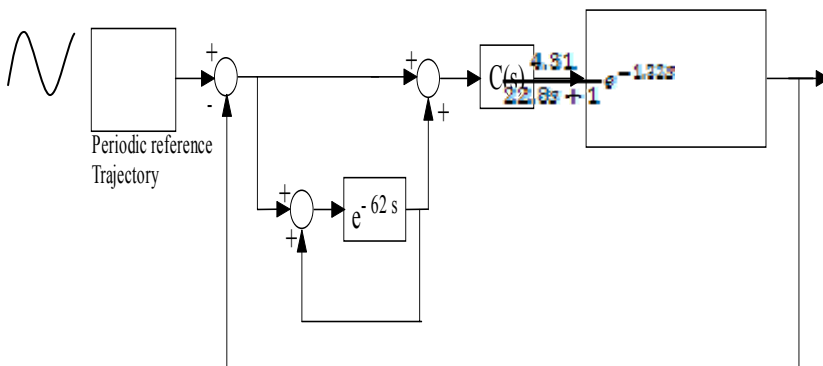 +
-
+
+
C(s)
4.31
22.8s + 1
e^-1.22s
Periodic reference
Trajectory
+
+
e^- 62 s